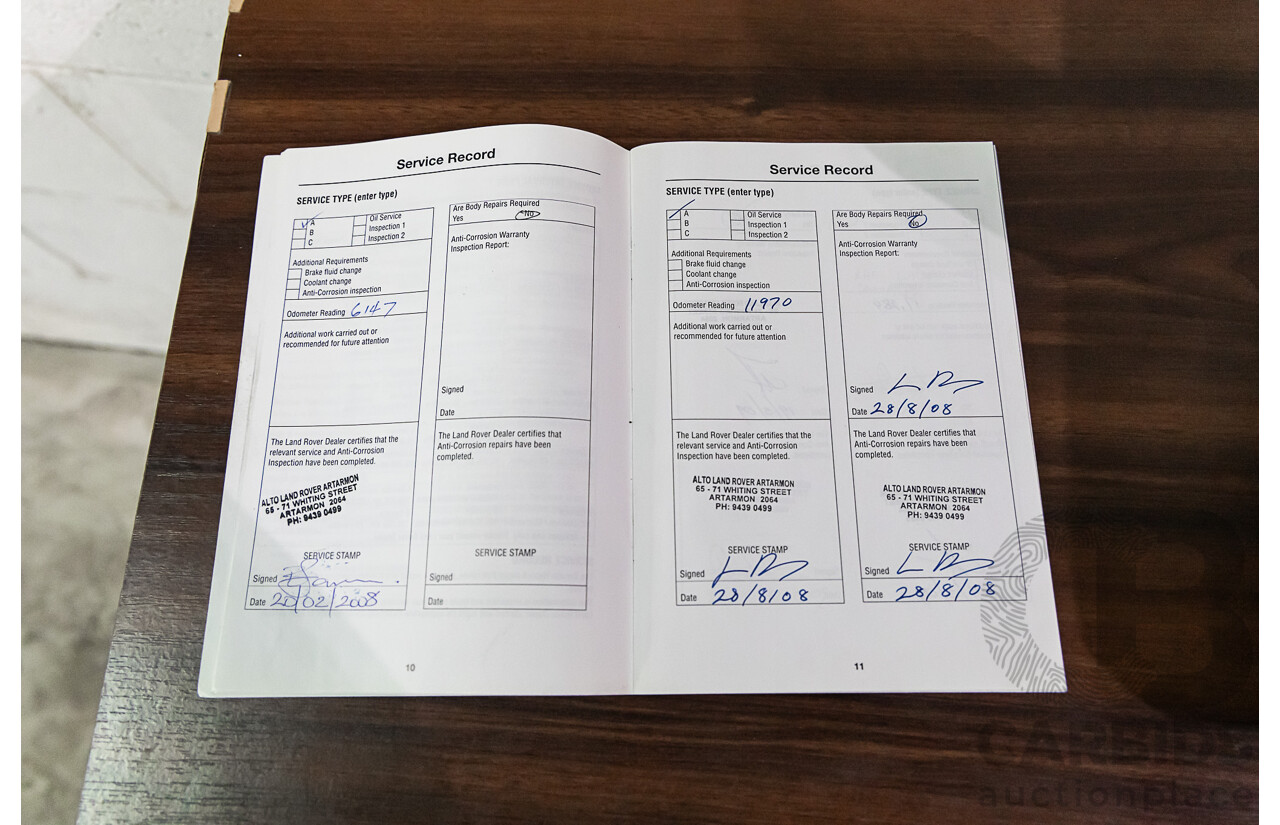 Service Record
SERVICE TYPE (enter type)
A
B
C
Oil Service
Inspection 1
Inspection 2
Additional Requirements
Brake fluid change
Coolant change
Anti-Corrosion inspection
Odometer Reading 6147
Additional work carried out or
recommended for future attention
The Land Rover Dealer certifies that the
relevant service and Anti-Corrosion
Inspection have been completed.
ALTO LAND ROVER ARTARMON
65 - 71 WHITING STREET
ARTARMON 2064
PH: 9439 0499
SERVICE STAMP
Signed
Date 20/02/2008
Are Body Repairs Required
Yes No
Anti-Corrosion Warranty
Inspection Report:
Signed
Date
The Land Rover Dealer certifies that
Anti-Corrosion repairs have been
completed.
SERVICE STAMP
Signed
Date
10
Service Record
SERVICE TYPE (enter type)
A
B
C
Oil Service
Inspection 1
Inspection 2
Additional Requirements
Brake fluid change
Coolant change
Anti-Corrosion inspection
Odometer Reading 11970
Additional work carried out or
recommended for future attention
The Land Rover Dealer certifies that the
relevant service and Anti-Corrosion
Inspection have been completed.
ALTO LAND ROVER ARTARMON
65 - 71 WHITING STREET
ARTARMON 2064
PH: 9439 0499
SERVICE STAMP
Signed
Date 28/8/08
Are Body Repairs Required
Yes No
Anti-Corrosion Warranty
Inspection Report:
Signed
Date 28/8/08
The Land Rover Dealer certifies that
Anti-Corrosion repairs have been
completed.
ALTO LAND ROVER ARTARMON
65 - 71 WHITING STREET
ARTARMON 2064
PH: 9439 0499
SERVICE STAMP
Signed
Date 28/8/08
11
CARBIDE
auctionplace